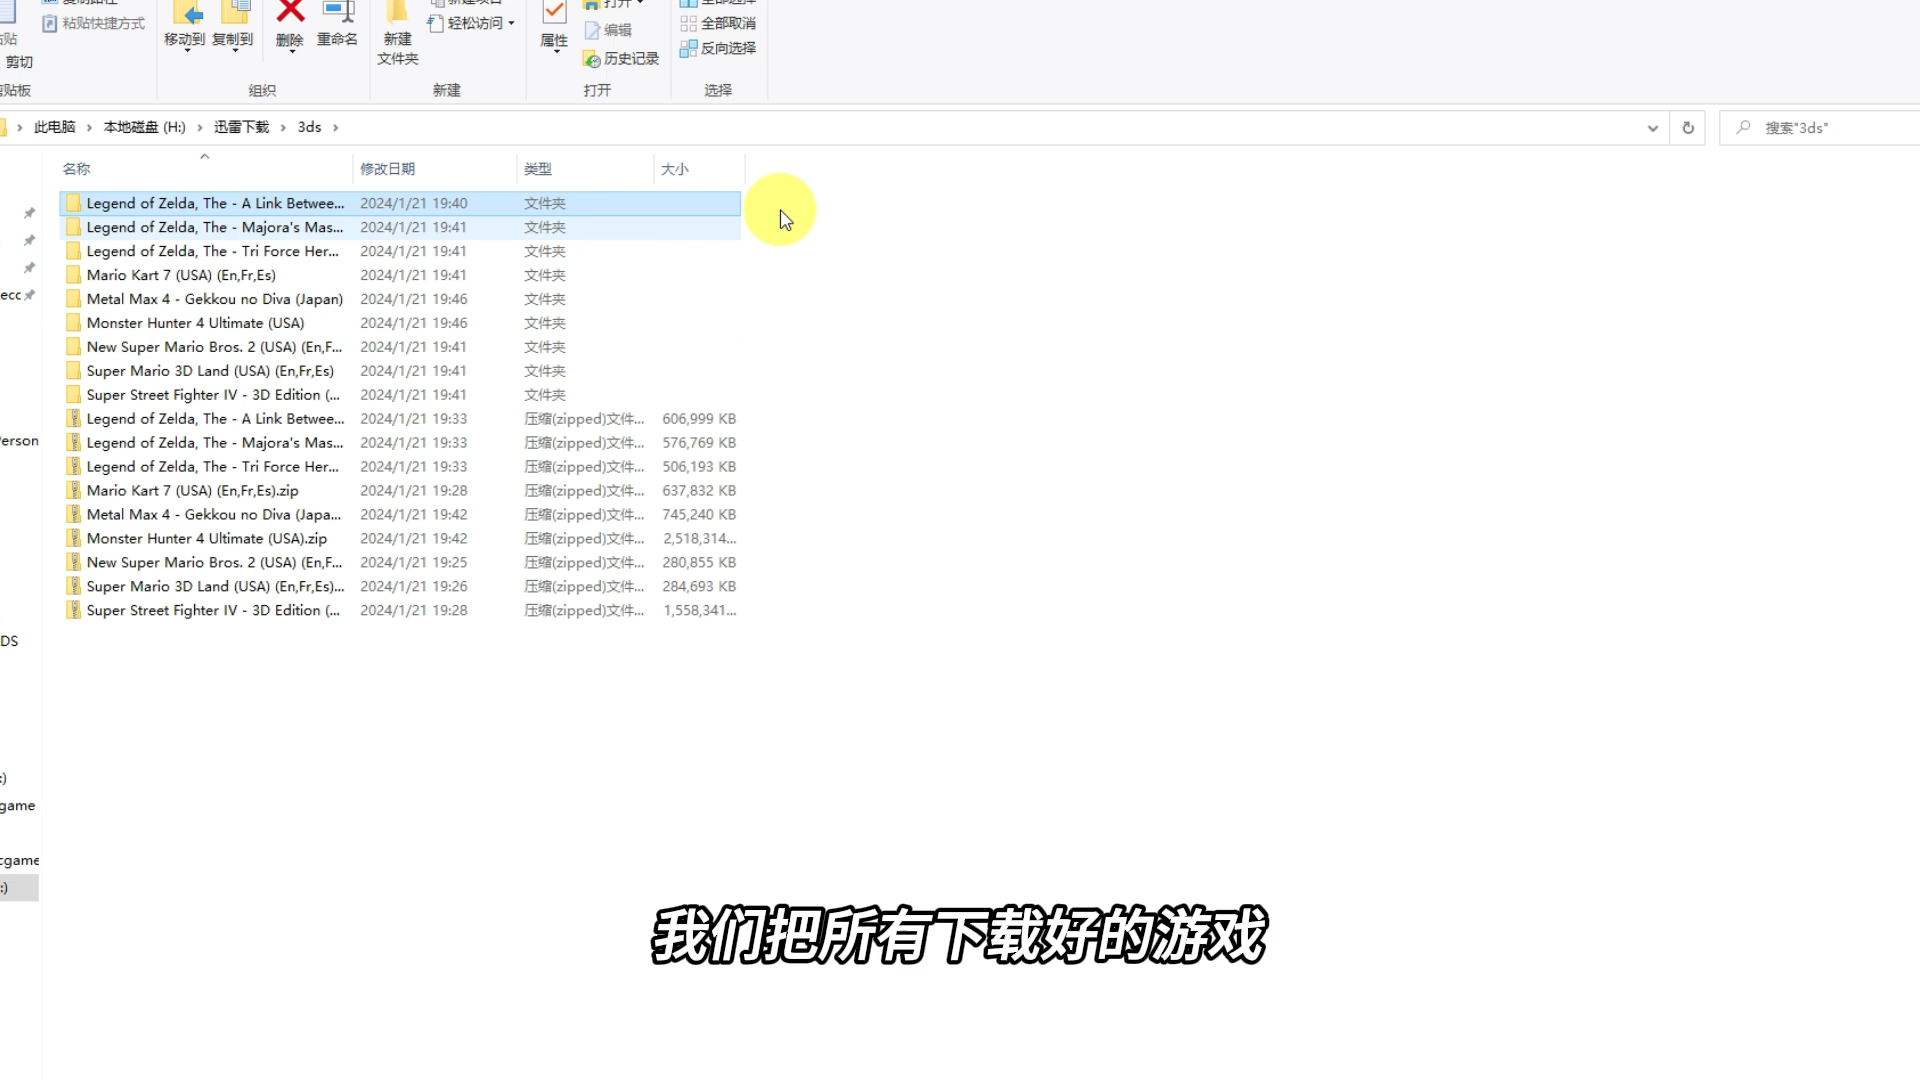 粘贴快捷方式
剪切
移动到
复制到
删除
重命名
组织
新建
文件夹
轻松访问
新建
属性
打开
编辑
历史记录
打开
全部取消
反向选择
选择
此电脑 › 本地磁盘 (H:) › 迅雷下载 › 3ds ›
搜索"3ds"
名称 修改日期 类型 大小
Legend of Zelda, The - A Link Betwee... 2024/1/21 19:40 文件夹
Legend of Zelda, The - Majora's Mas... 2024/1/21 19:41 文件夹
Legend of Zelda, The - Tri Force Her... 2024/1/21 19:41 文件夹
Mario Kart 7 (USA) (En,Fr,Es) 2024/1/21 19:41 文件夹
Metal Max 4 - Gekkou no Diva (Japan) 2024/1/21 19:46 文件夹
Monster Hunter 4 Ultimate (USA) 2024/1/21 19:46 文件夹
New Super Mario Bros. 2 (USA) (En,F... 2024/1/21 19:41 文件夹
Super Mario 3D Land (USA) (En,Fr,Es) 2024/1/21 19:41 文件夹
Super Street Fighter IV - 3D Edition (... 2024/1/21 19:41 文件夹
Legend of Zelda, The - A Link Betwee... 2024/1/21 19:33 压缩(zipped)文件... 606,999 KB
Legend of Zelda, The - Majora's Mas... 2024/1/21 19:33 压缩(zipped)文件... 576,769 KB
Legend of Zelda, The - Tri Force Her... 2024/1/21 19:33 压缩(zipped)文件... 506,193 KB
Mario Kart 7 (USA) (En,Fr,Es).zip 2024/1/21 19:28 压缩(zipped)文件... 637,832 KB
Metal Max 4 - Gekkou no Diva (Japa... 2024/1/21 19:42 压缩(zipped)文件... 745,240 KB
Monster Hunter 4 Ultimate (USA).zip 2024/1/21 19:42 压缩(zipped)文件... 2,518,314...
New Super Mario Bros. 2 (USA) (En,F... 2024/1/21 19:25 压缩(zipped)文件... 280,855 KB
Super Mario 3D Land (USA) (En,Fr,Es)... 2024/1/21 19:26 压缩(zipped)文件... 284,693 KB
Super Street Fighter IV - 3D Edition (... 2024/1/21 19:28 压缩(zipped)文件... 1,558,341...
ecc
erson
DS
:)
game
cgame
:)
我们把所有下载好的游戏